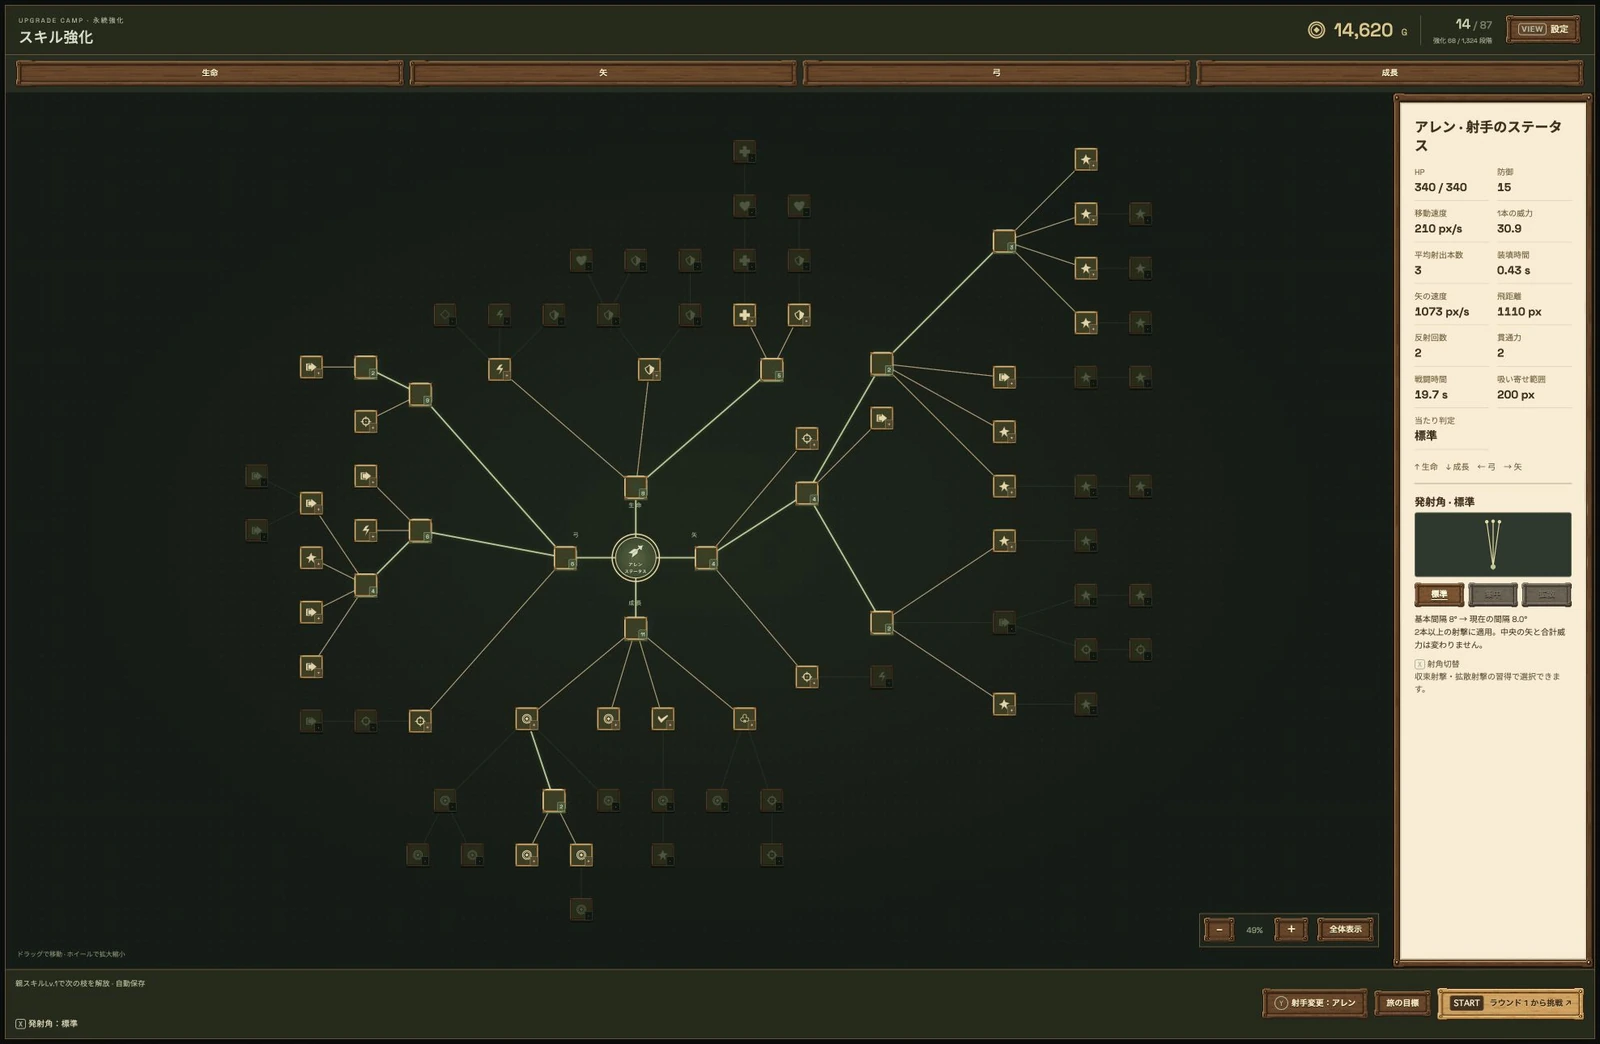 UPGRADE CAMP · 永続強化
スキル強化
14,620 G
14 / 87
強化 68 / 1,324 段階
VIEW 設定
生命
矢
弓
成長
アレン · 射手のステータス
HP
340 / 340
防御
15
移動速度
210 px/s
1本の威力
30.9
平均射出本数
3
装填時間
0.43 s
矢の速度
1073 px/s
飛距離
1110 px
反射回数
2
貫通力
2
戦闘時間
19.7 s
吸い寄せ範囲
200 px
当たり判定
標準
↑生命 ↓成長 ←弓 →矢
発射角 · 標準
標準
基本間隔 8° → 現在の間隔 8.0°
2本以上の射撃に適用。中央の矢と合計威
力は変わりません。
X 射角切替
収束射撃・拡散射撃の習得で選択できま
す。
生命
弓
矢
アレン
ステータス
成長
− 49% + 全体表示
ドラッグで移動 · ホイールで拡大縮小
親スキルLv.1で次の枝を解放 · 自動保存
X 発射角：標準
Y 射手変更：アレン
旅の目標
START ラウンド 1 から挑戦 ↗